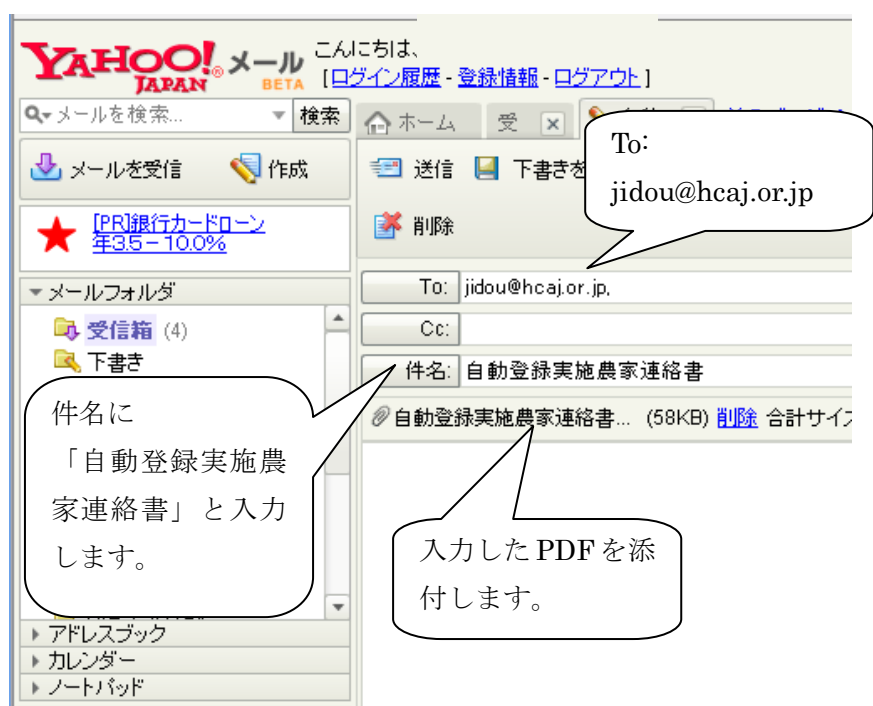 YAHOO! JAPAN メール BETA
こんにちは、
[ログイン履歴 - 登録情報 - ログアウト]
メールを検索... 検索
ホーム 受
メールを受信 作成
送信 下書きを
削除
[PR]銀行カードローン
年3.5－10.0%
To:
jidou@hcaj.or.jp
メールフォルダ
受信箱 (4)
下書き
To: jidou@hcaj.or.jp,
Cc:
件名: 自動登録実施農家連絡書
自動登録実施農家連絡書... (58KB) 削除 合計サイズ
件名に
「自動登録実施農
家連絡書」と入力
します。
入力した PDF を添
付します。
アドレスブック
カレンダー
ノートパッド